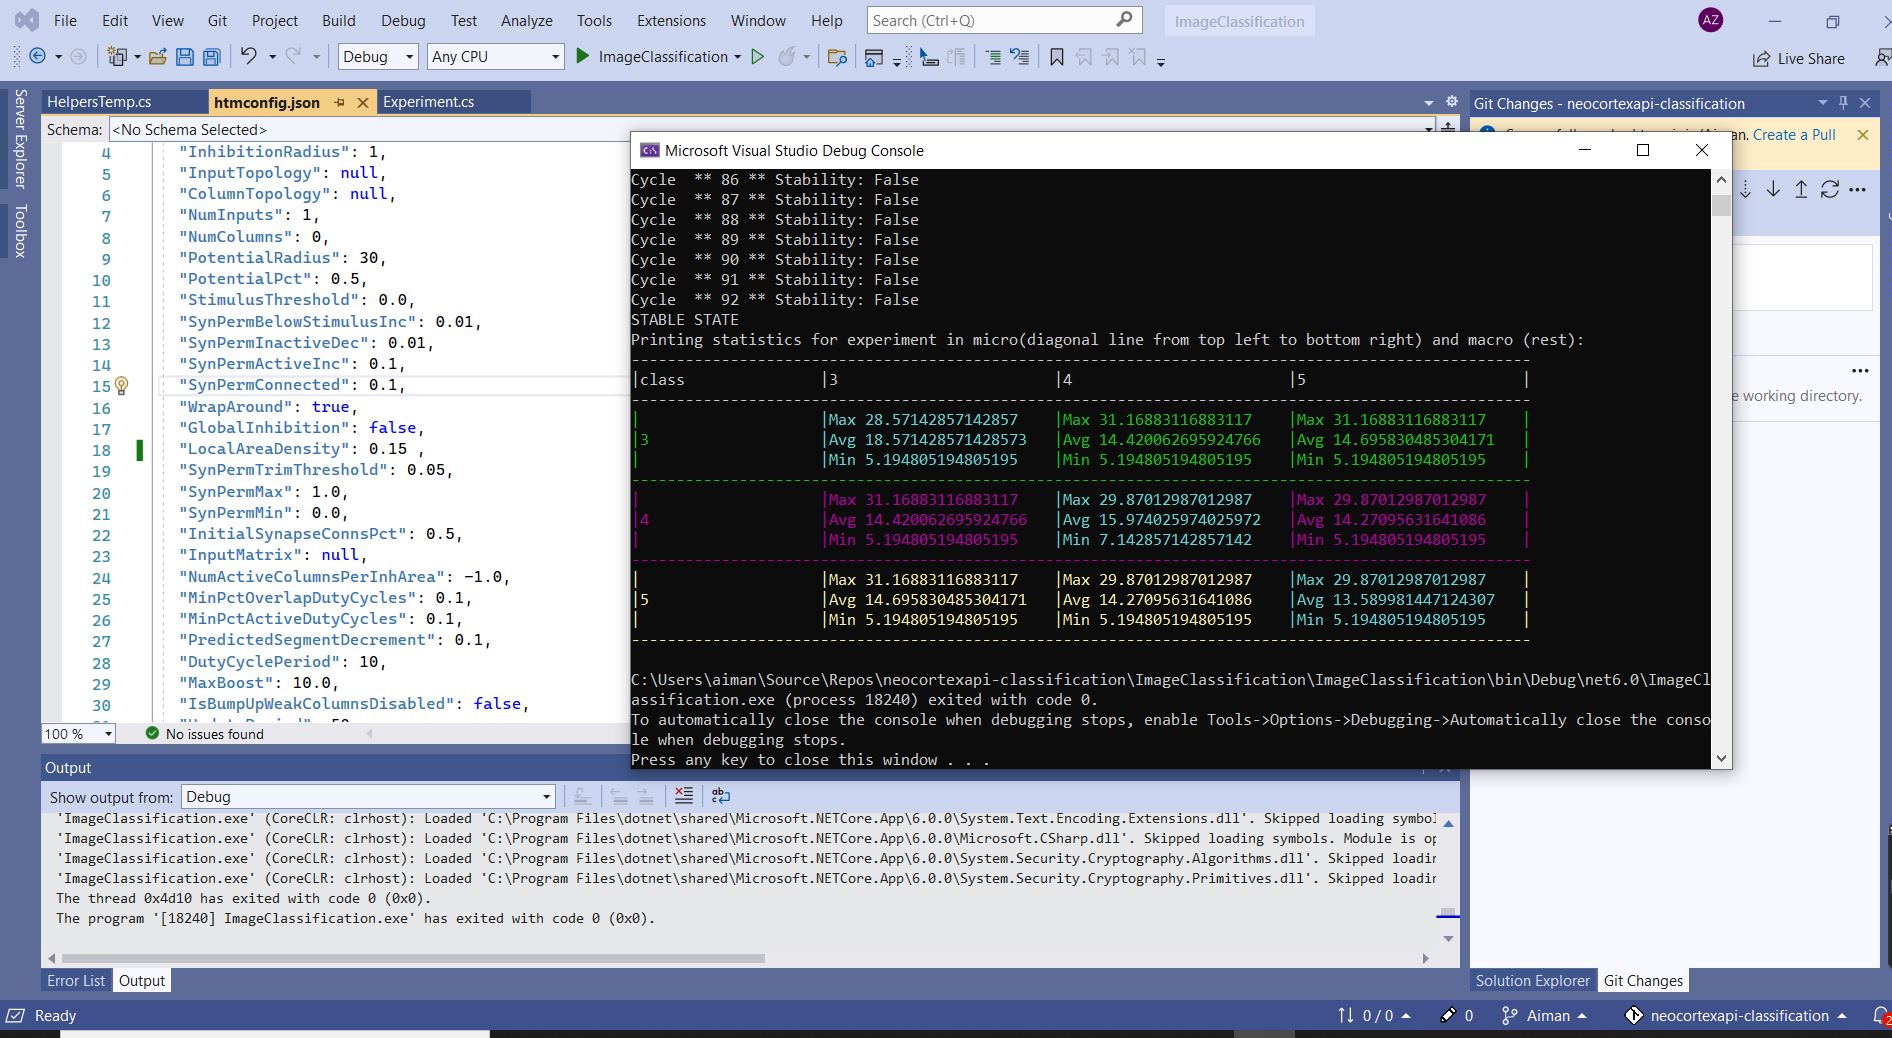 File Edit View Git Project Build Debug Test Analyze Tools Extensions Window Help Search (Ctrl+Q) ImageClassification AZ
Debug Any CPU ImageClassification Live Share
Server Explorer
Toolbox
HelpersTemp.cs htmconfig.json Experiment.cs
Schema: <No Schema Selected>
4 "InhibitionRadius": 1,
5 "InputTopology": null,
6 "ColumnTopology": null,
7 "NumInputs": 1,
8 "NumColumns": 0,
9 "PotentialRadius": 30,
10 "PotentialPct": 0.5,
11 "StimulusThreshold": 0.0,
12 "SynPermBelowStimulusInc": 0.01,
13 "SynPermInactiveDec": 0.01,
14 "SynPermActiveInc": 0.1,
15 "SynPermConnected": 0.1,
16 "WrapAround": true,
17 "GlobalInhibition": false,
18 "LocalAreaDensity": 0.15 ,
19 "SynPermTrimThreshold": 0.05,
20 "SynPermMax": 1.0,
21 "SynPermMin": 0.0,
22 "InitialSynapseConnsPct": 0.5,
23 "InputMatrix": null,
24 "NumActiveColumnsPerInhArea": -1.0,
25 "MinPctOverlapDutyCycles": 0.1,
26 "MinPctActiveDutyCycles": 0.1,
27 "PredictedSegmentDecrement": 0.1,
28 "DutyCyclePeriod": 10,
29 "MaxBoost": 10.0,
30 "IsBumpUpWeakColumnsDisabled": false,
100 % No issues found
Microsoft Visual Studio Debug Console
Cycle ** 86 ** Stability: False
Cycle ** 87 ** Stability: False
Cycle ** 88 ** Stability: False
Cycle ** 89 ** Stability: False
Cycle ** 90 ** Stability: False
Cycle ** 91 ** Stability: False
Cycle ** 92 ** Stability: False
STABLE STATE
Printing statistics for experiment in micro(diagonal line from top left to bottom right) and macro (rest):
|class |3 |4 |5 |
| |Max 28.57142857142857 |Max 31.16883116883117 |Max 31.16883116883117 |
|3 |Avg 18.571428571428573 |Avg 14.420062695924766 |Avg 14.695830485304171 |
| |Min 5.194805194805195 |Min 5.194805194805195 |Min 5.194805194805195 |
| |Max 31.16883116883117 |Max 29.87012987012987 |Max 29.87012987012987 |
|4 |Avg 14.420062695924766 |Avg 15.974025974025972 |Avg 14.27095631641086 |
| |Min 5.194805194805195 |Min 7.142857142857142 |Min 5.194805194805195 |
| |Max 31.16883116883117 |Max 29.87012987012987 |Max 29.87012987012987 |
|5 |Avg 14.695830485304171 |Avg 14.27095631641086 |Avg 13.589981447124307 |
| |Min 5.194805194805195 |Min 5.194805194805195 |Min 5.194805194805195 |
C:\Users\aiman\Source\Repos\neocortexapi-classification\ImageClassification\ImageClassification\bin\Debug\net6.0\ImageCl
assification.exe (process 18240) exited with code 0.
To automatically close the console when debugging stops, enable Tools->Options->Debugging->Automatically close the conso
le when debugging stops.
Press any key to close this window . . .
Git Changes - neocortexapi-classification
an. Create a Pull
e working directory.
Output
Show output from: Debug
'ImageClassification.exe' (CoreCLR: clrhost): Loaded 'C:\Program Files\dotnet\shared\Microsoft.NETCore.App\6.0.0\System.Text.Encoding.Extensions.dll'. Skipped loading symbol
'ImageClassification.exe' (CoreCLR: clrhost): Loaded 'C:\Program Files\dotnet\shared\Microsoft.NETCore.App\6.0.0\Microsoft.CSharp.dll'. Skipped loading symbols. Module is op
'ImageClassification.exe' (CoreCLR: clrhost): Loaded 'C:\Program Files\dotnet\shared\Microsoft.NETCore.App\6.0.0\System.Security.Cryptography.Algorithms.dll'. Skipped loadin
'ImageClassification.exe' (CoreCLR: clrhost): Loaded 'C:\Program Files\dotnet\shared\Microsoft.NETCore.App\6.0.0\System.Security.Cryptography.Primitives.dll'. Skipped loadin
The thread 0x4d10 has exited with code 0 (0x0).
The program '[18240] ImageClassification.exe' has exited with code 0 (0x0).
Error List Output
Solution Explorer Git Changes
Ready 0 / 0 0 Aiman neocortexapi-classification 2